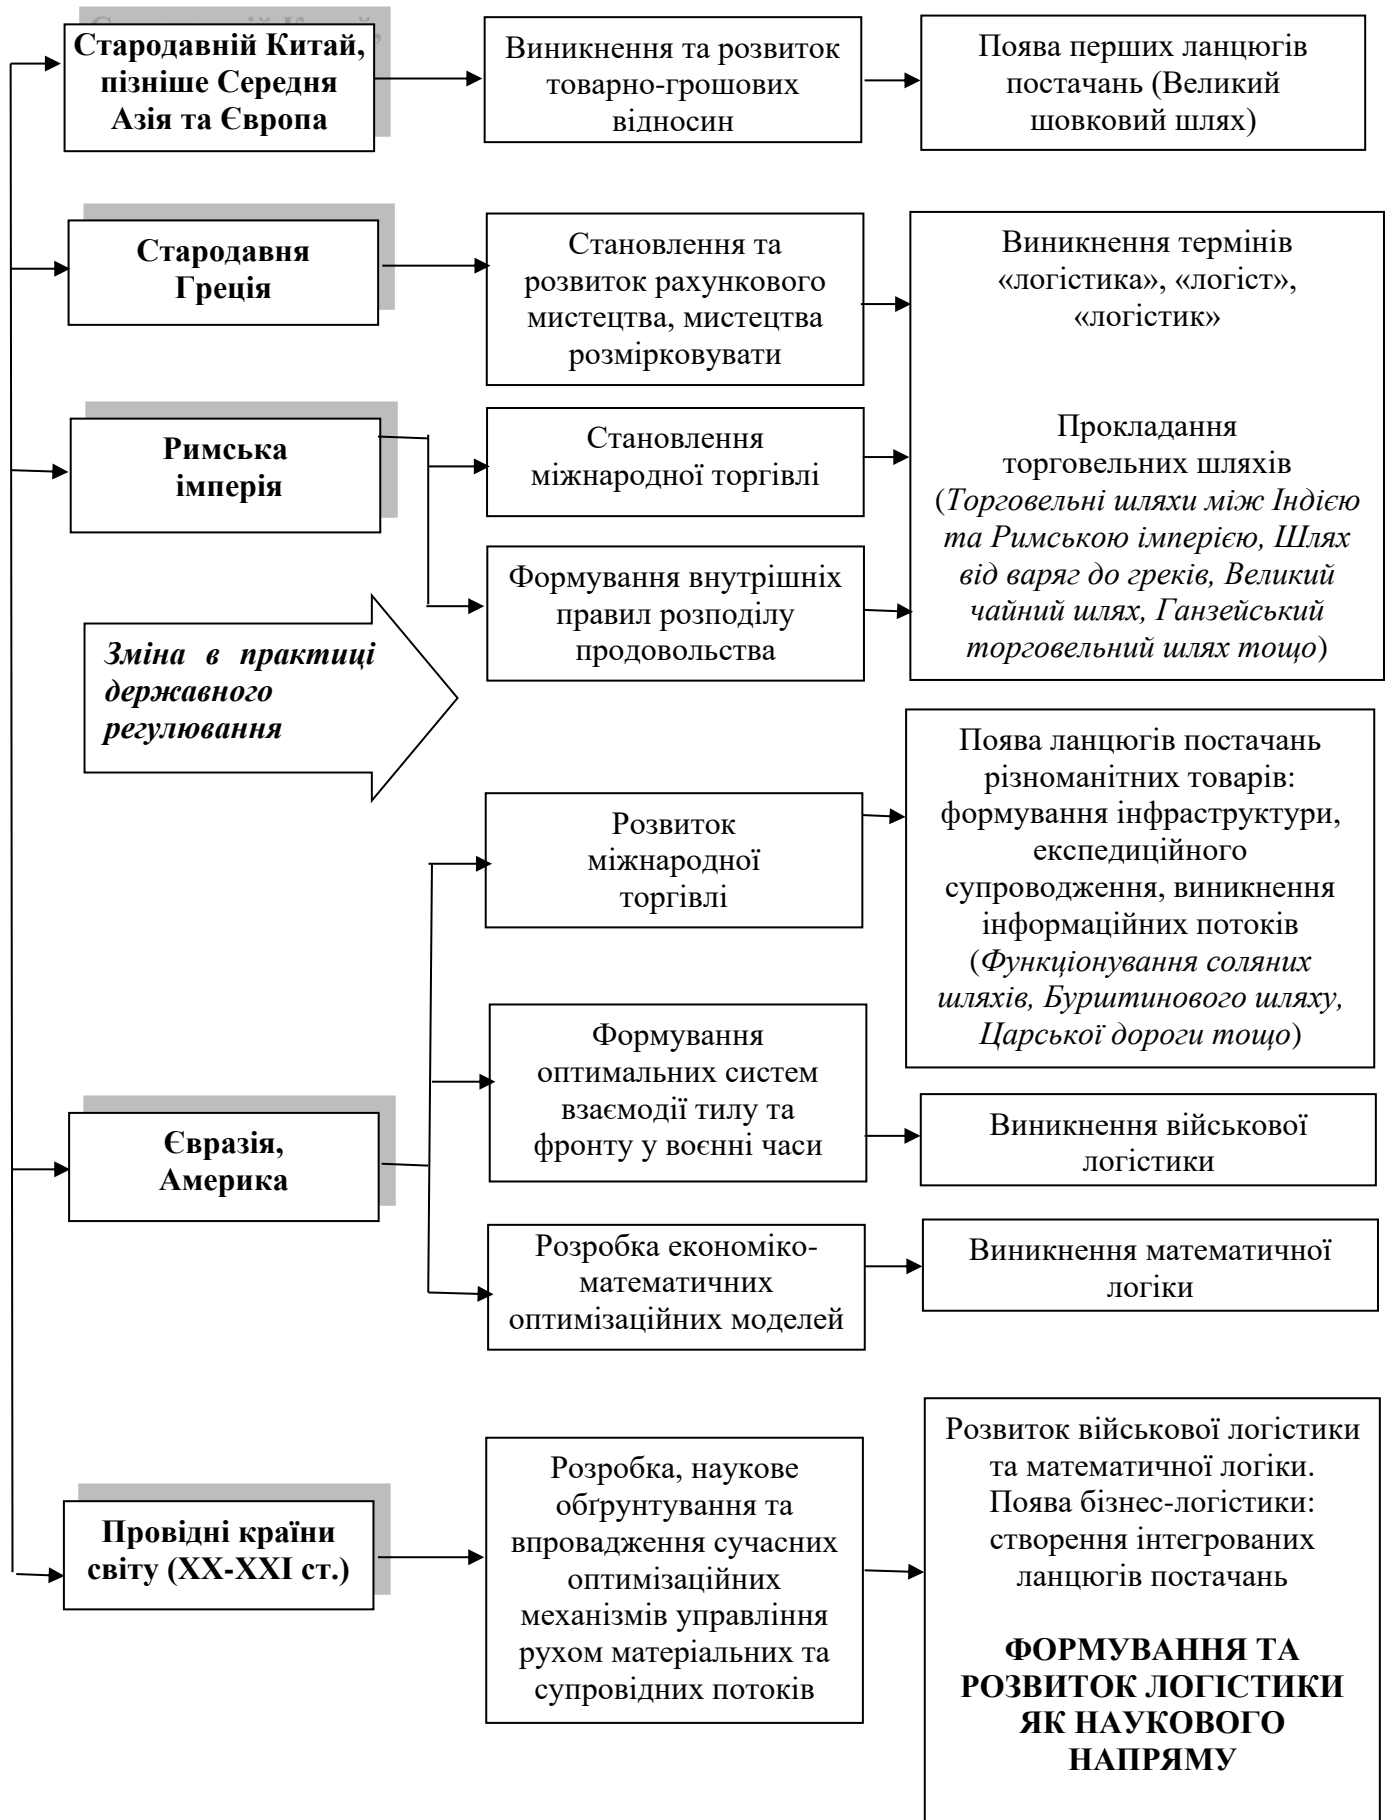 Стародавній Китай,
пізніше Середня
Азія та Європа
Виникнення та розвиток
товарно-грошових
відносин
Поява перших ланцюгів
постачань (Великий
шовковий шлях)
Стародавня
Греція
Становлення та
розвиток рахункового
мистецтва, мистецтва
розмірковувати
Виникнення термінів
«логістика», «логіст»,
«логістик»
Римська
імперія
Становлення
міжнародної торгівлі
Формування внутрішніх
правил розподілу
продовольства
Прокладання
торговельних шляхів
(Торговельні шляхи між Індією
та Римською імперією, Шлях
від варяг до греків, Великий
чайний шлях, Ганзейський
торговельний шлях тощо)
Зміна в практиці
державного
регулювання
Розвиток
міжнародної
торгівлі
Поява ланцюгів постачань
різноманітних товарів:
формування інфраструктури,
експедиційного
супроводження, виникнення
інформаційних потоків
(Функціонування соляних
шляхів, Бурштинового шляху,
Царської дороги тощо)
Євразія,
Америка
Формування
оптимальних систем
взаємодії тилу та
фронту у воєнні часи
Виникнення військової
логістики
Розробка економіко-
математичних
оптимізаційних моделей
Виникнення математичної
логіки
Провідні країни
світу (XX-XXI ст.)
Розробка, наукове
обґрунтування та
впровадження сучасних
оптимізаційних
механізмів управління
рухом матеріальних та
супровідних потоків
Розвиток військової логістики
та математичної логіки.
Поява бізнес-логістики:
створення інтегрованих
ланцюгів постачань
ФОРМУВАННЯ ТА
РОЗВИТОК ЛОГІСТИКИ
ЯК НАУКОВОГО
НАПРЯМУ